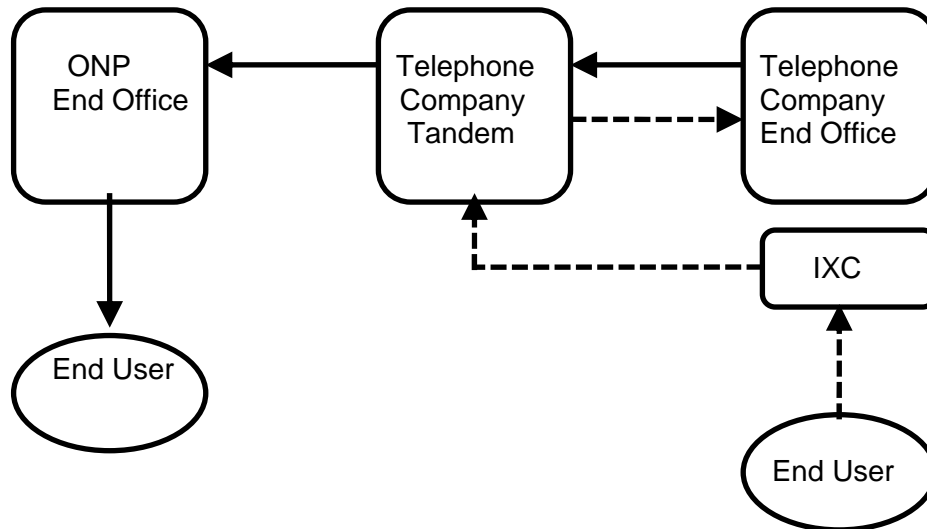 ONP
End Office
Telephone
Company
Tandem
Telephone
Company
End Office
IXC
End User
End User